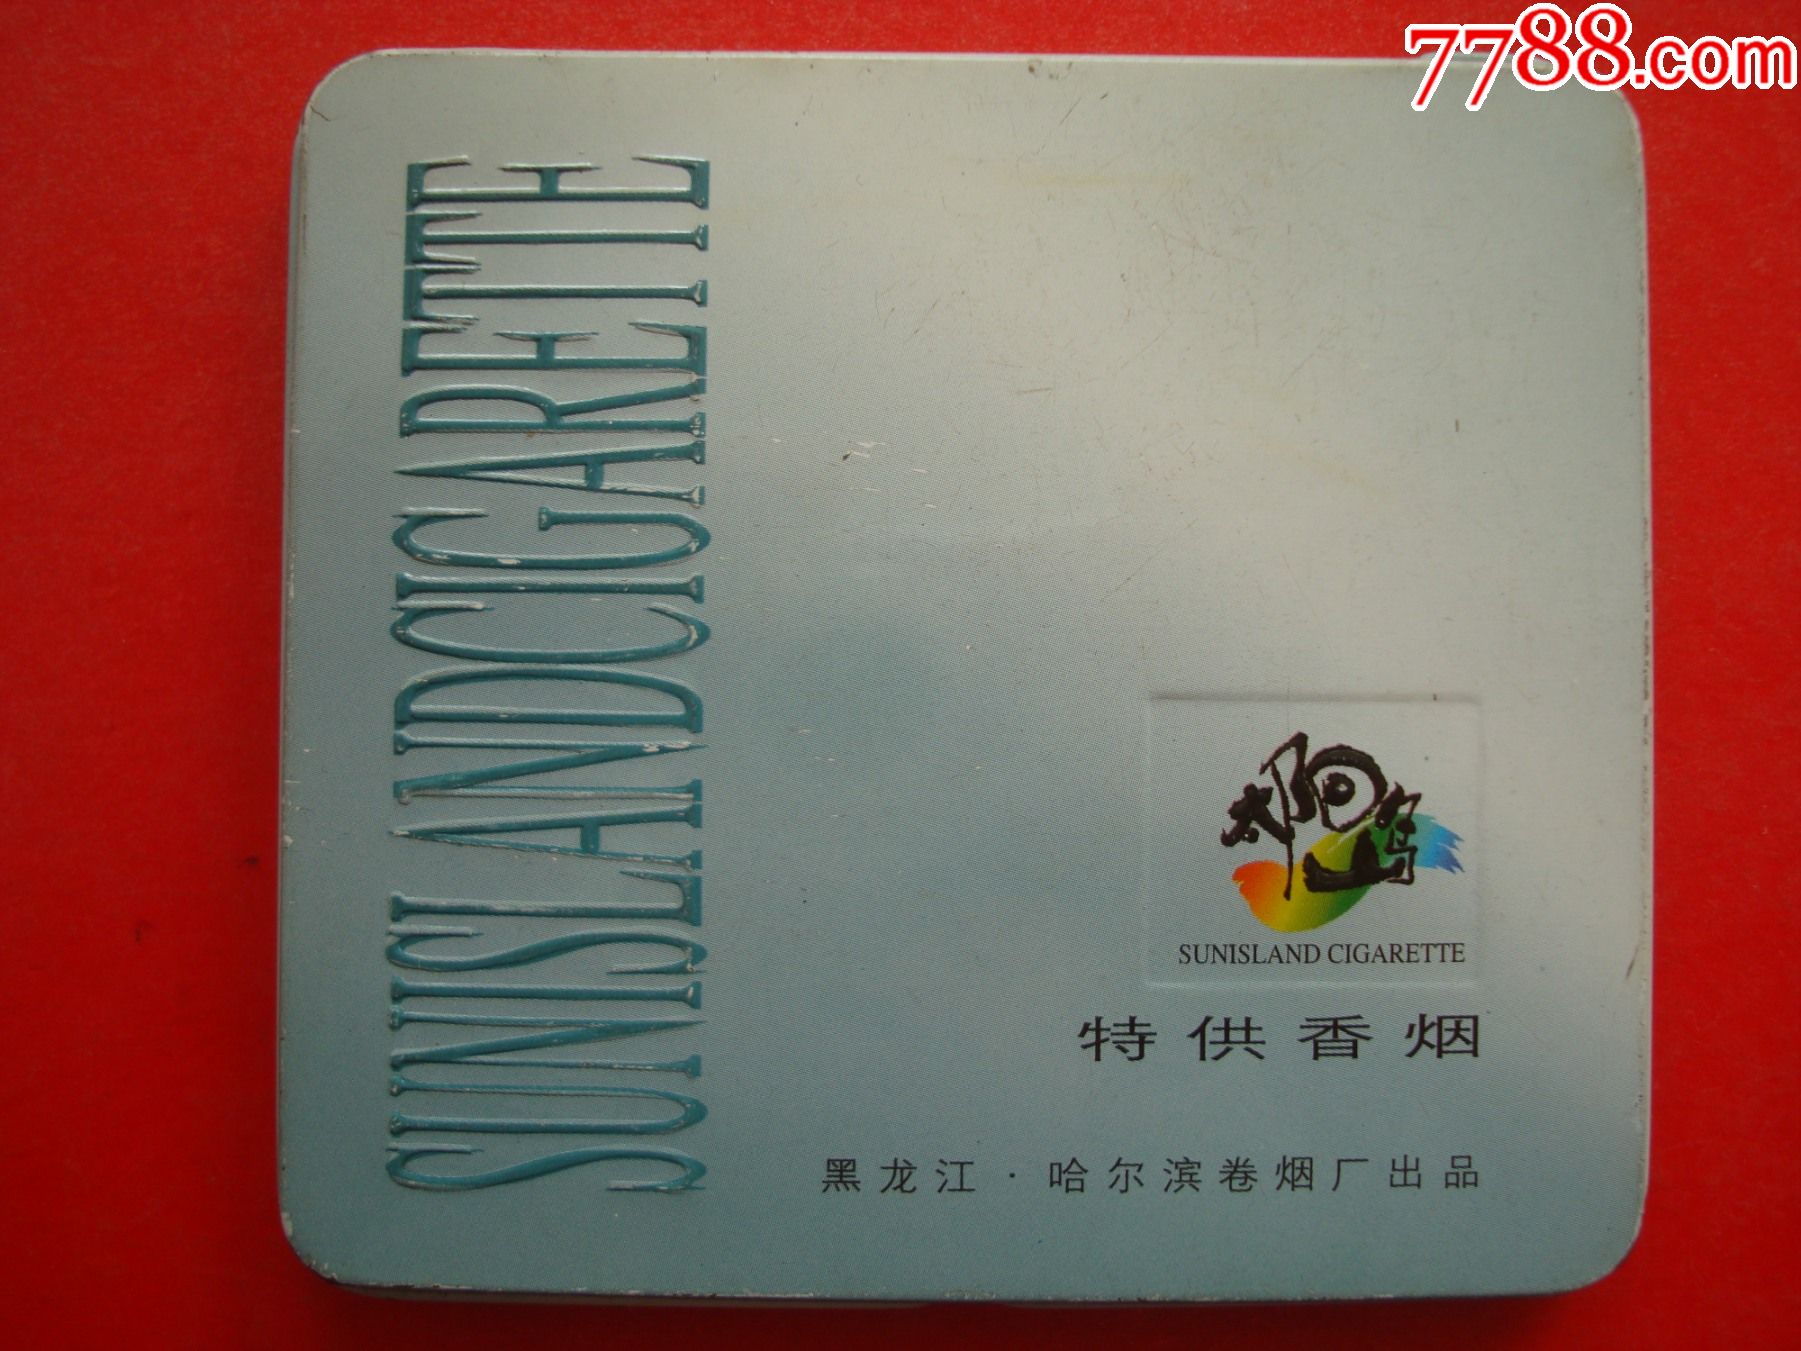 7788.com
SUNISLANDCIGARETTE
太阳岛
SUNISLAND CIGARETTE
特供香烟
黑龙江·哈尔滨卷烟厂出品